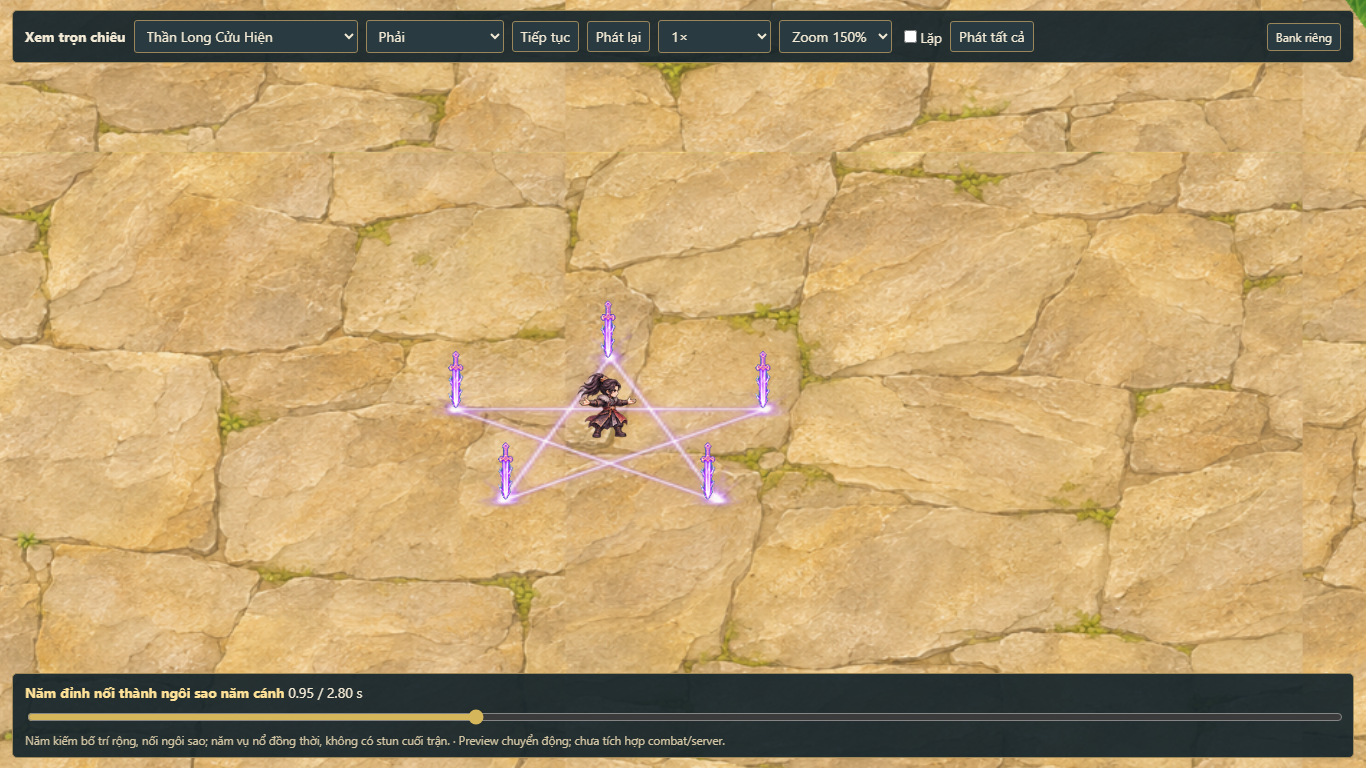 Xem trọn chiêu Thần Long Cửu Hiện Phải Tiếp tục Phát lại 1× Zoom 150% Lặp Phát tất cả Bank riêng
Năm đỉnh nối thành ngôi sao năm cánh 0.95 / 2.80 s
Năm kiếm bố trí rộng, nối ngôi sao; năm vụ nổ đồng thời, không có stun cuối trận. · Preview chuyển động; chưa tích hợp combat/server.